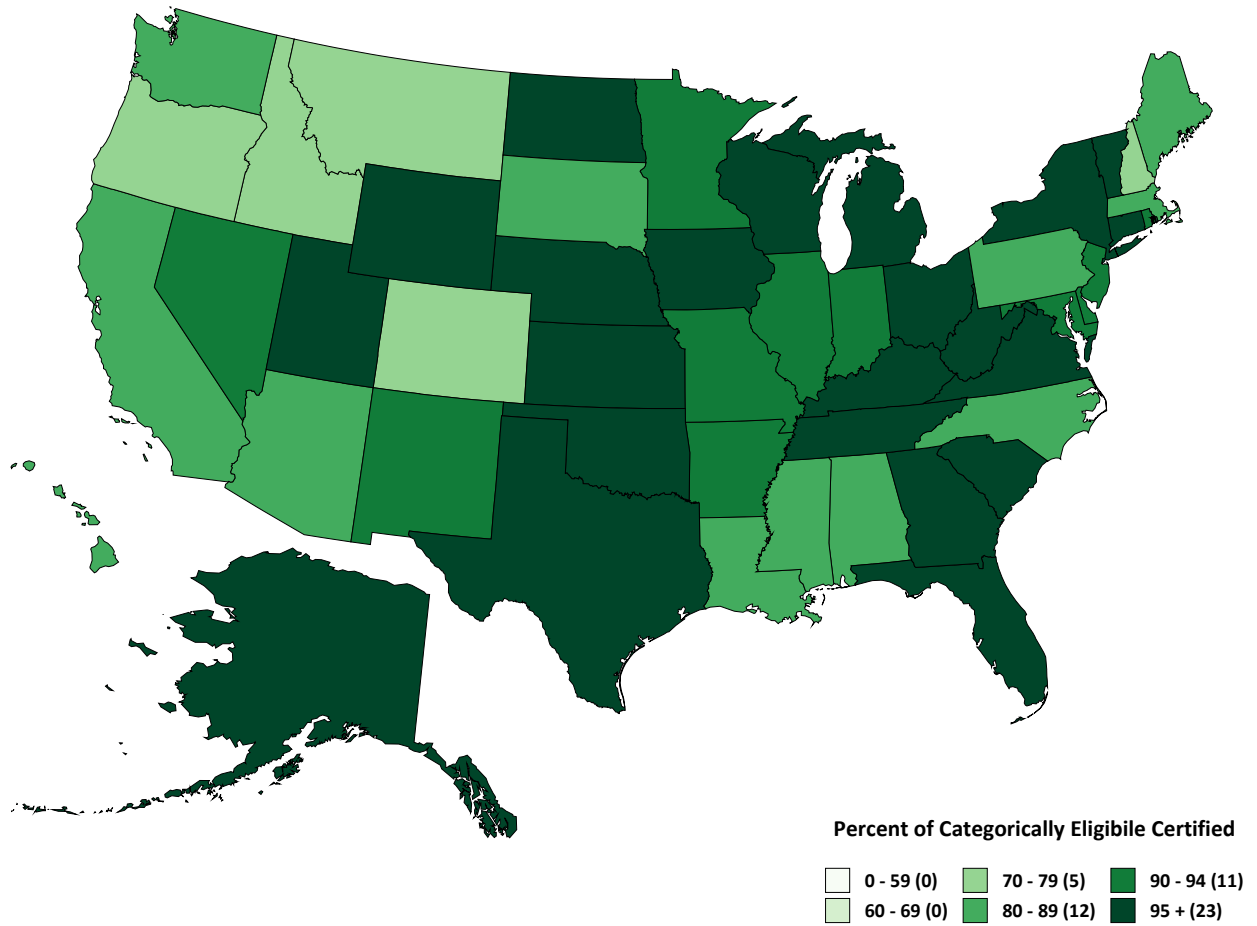 Percent of Categorically Eligibile Certified
0 - 59 (0)
70 - 79 (5)
90 - 94 (11)
60 - 69 (0)
80 - 89 (12)
95 + (23)